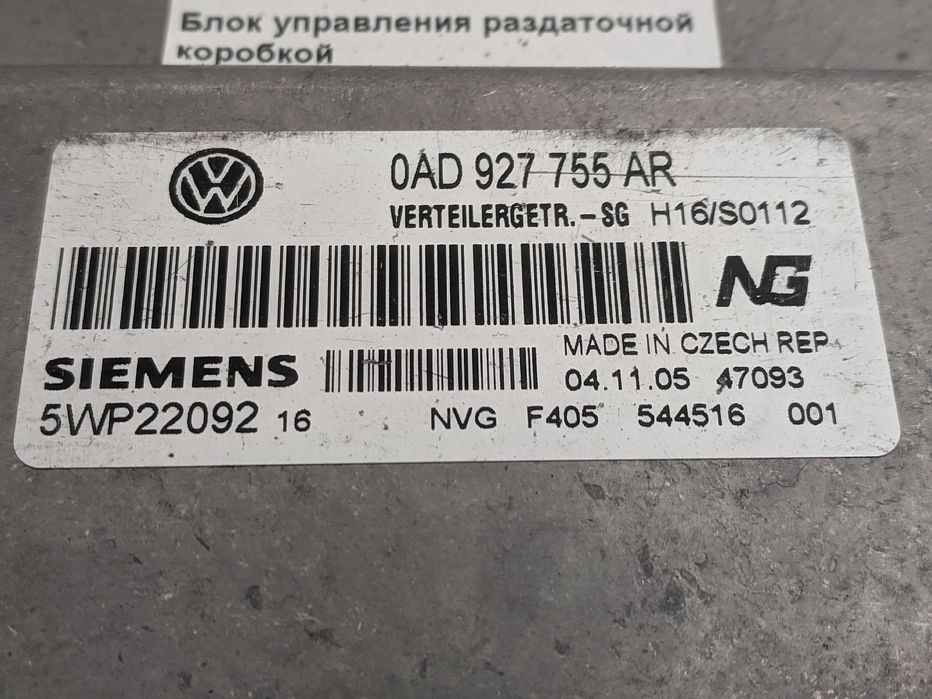 Блок управления раздаточной
коробкой
VW 0AD 927 755 AR
VERTEILERGETR.-SG H16/S0112
NG
MADE IN CZECH REP.
SIEMENS 04.11.05 47093
5WP22092 16 NVG F405 544516 001